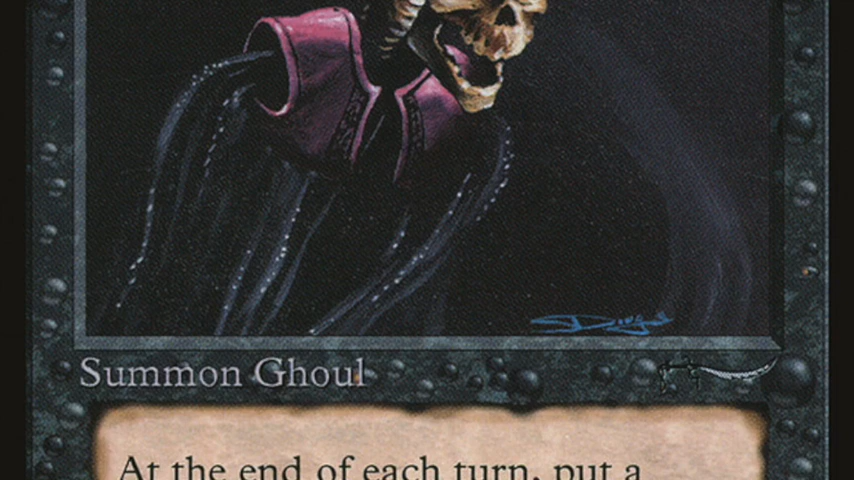 Summon Ghoul
At the end of each turn, put a